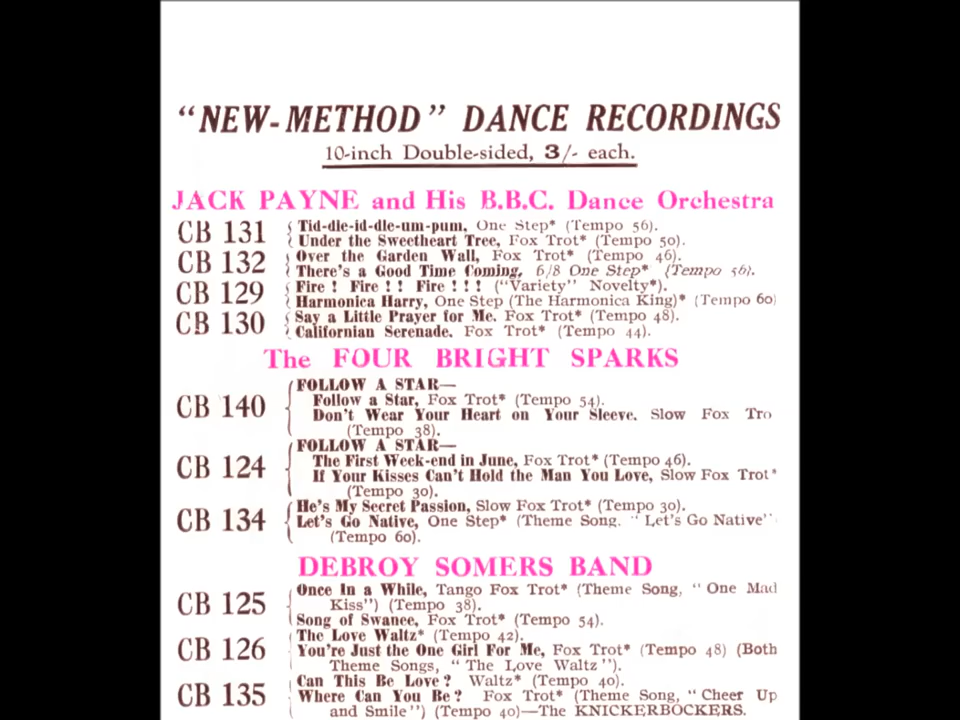 "NEW-METHOD" DANCE RECORDINGS
10-inch Double-sided, 3/- each.
JACK PAYNE and His B.B.C. Dance Orchestra
CB 131 { Tid-dle-id-dle-um-pum, One Step* (Tempo 56).
Under the Sweetheart Tree, Fox Trot* (Tempo 50).
CB 132 { Over the Garden Wall, Fox Trot* (Tempo 46).
There's a Good Time Coming, 6/8 One Step* (Tempo 56).
CB 129 { Fire ! Fire ! ! Fire ! ! ! ("Variety" Novelty*).
Harmonica Harry, One Step (The Harmonica King)* (Tempo 60)
CB 130 { Say a Little Prayer for Me. Fox Trot* (Tempo 48).
Californian Serenade. Fox Trot* (Tempo 44).
The FOUR BRIGHT SPARKS
CB 140 { FOLLOW A STAR—
Follow a Star, Fox Trot* (Tempo 54).
Don't Wear Your Heart on Your Sleeve. Slow Fox Tro
(Tempo 38).
CB 124 { FOLLOW A STAR—
The First Week-end in June, Fox Trot* (Tempo 46).
If Your Kisses Can't Hold the Man You Love, Slow Fox Trot*
(Tempo 30).
CB 134 { He's My Secret Passion, Slow Fox Trot* (Tempo 30).
Let's Go Native, One Step* (Theme Song. "Let's Go Native"
(Tempo 60).
DEBROY SOMERS BAND
CB 125 { Once In a While, Tango Fox Trot* (Theme Song, "One Mad
Kiss") (Tempo 38).
Song of Swanee, Fox Trot* (Tempo 54).
CB 126 { The Love Waltz* (Tempo 42).
You're Just the One Girl For Me, Fox Trot* (Tempo 48) (Both
Theme Songs, "The Love Waltz").
CB 135 { Can This Be Love? Waltz* (Tempo 40).
Where Can You Be? Fox Trot* (Theme Song, "Cheer Up
and Smile") (Tempo 40)—The KNICKERBOCKERS.